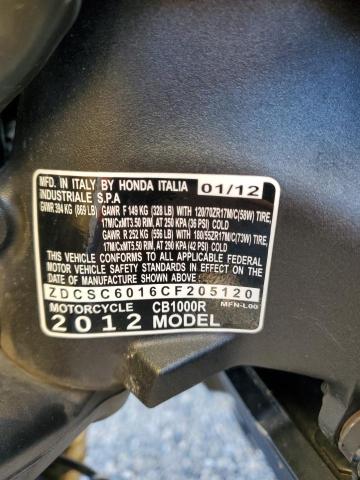 MFD. IN ITALY BY HONDA ITALIA 01/12
INDUSTRIALE S.P.A
GVWR 394 KG (869 LB) GAWR F 149 KG (328 LB) WITH 120/70ZR17M/C(58W) TIRE,
17M/CxMT3.50 RIM, AT 250 KPA (36 PSI) COLD
GAWR R 252 KG (556 LB) WITH 180/55ZR17M/C(73W) TIRE,
17M/CxMT5.50 RIM, AT 290 KPA (42 PSI) COLD
THIS VEHICLE CONFORMS TO ALL APPLICABLE FEDERAL
MOTOR VEHICLE SAFETY STANDARDS IN EFFECT ON THE
DATE OF MANUFACTURE SHOWN ABOVE.
ZDCSC6016CF205120
MOTORCYCLE CB1000R MFN-L00
2012 MODEL